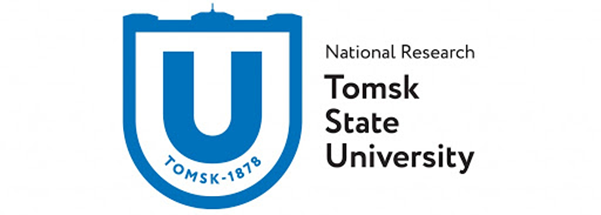 U
TOMSK-1878
National Research
Tomsk
State
University